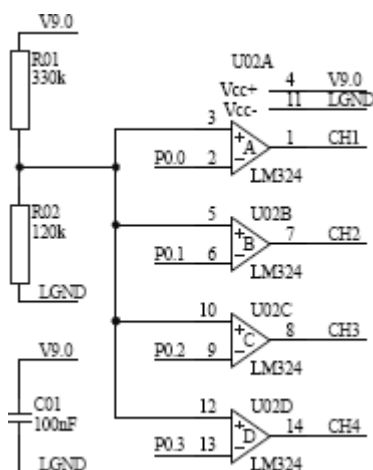 V9.0
R01
330k
U02A
Vcc+ 4 V9.0
Vcc- 11 LGND
3
+ A 1 CH1
P0.0 2 −
LM324
R02
120k
LGND
5 U02B
+ B 7 CH2
P0.1 6 −
LM324
10 U02C
+ C 8 CH3
P0.2 9 −
LM324
V9.0
C01
100nF
LGND
12 U02D
+ D 14 CH4
P0.3 13 −
LM324